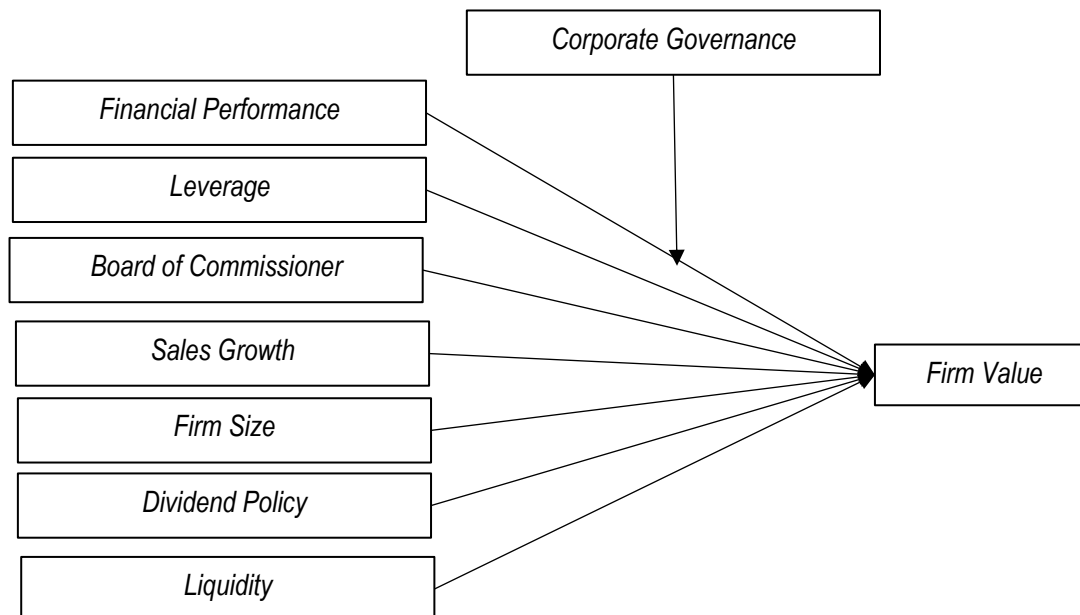 Corporate Governance
Financial Performance
Leverage
Board of Commissioner
Sales Growth
Firm Value
Firm Size
Dividend Policy
Liquidity